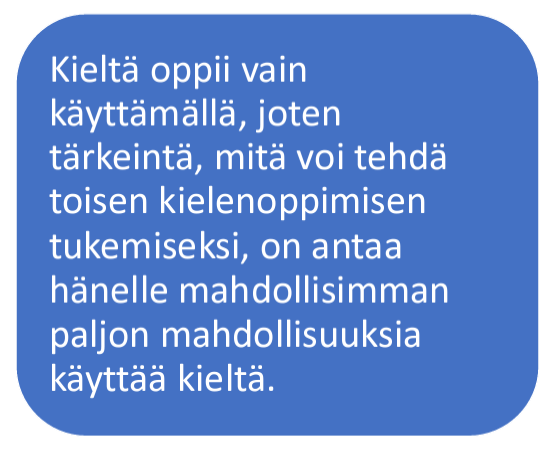 Kieltä oppii vain
käyttämällä, joten
tärkeintä, mitä voi tehdä
toisen kielenoppimisen
tukemiseksi, on antaa
hänelle mahdollisimman
paljon mahdollisuuksia
käyttää kieltä.